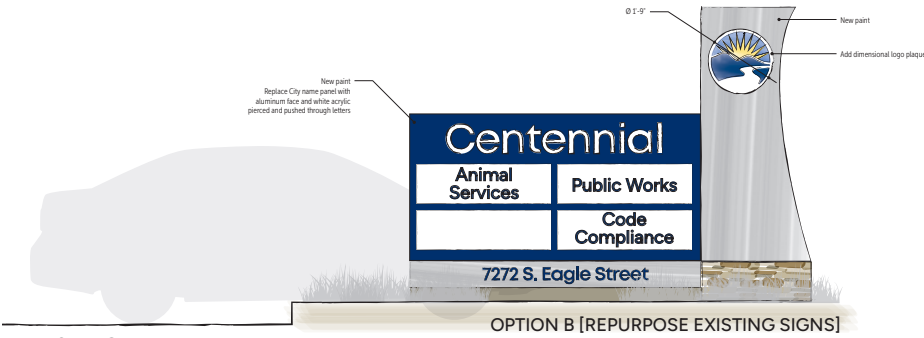 Ø 1'-9"
New paint
Add dimensional logo plaque
New paint
Replace City name panel with
aluminum face and white acrylic
pierced and pushed through letters
Centennial
Animal
Services
Public Works
Code
Compliance
7272 S. Eagle Street
OPTION B [REPURPOSE EXISTING SIGNS]